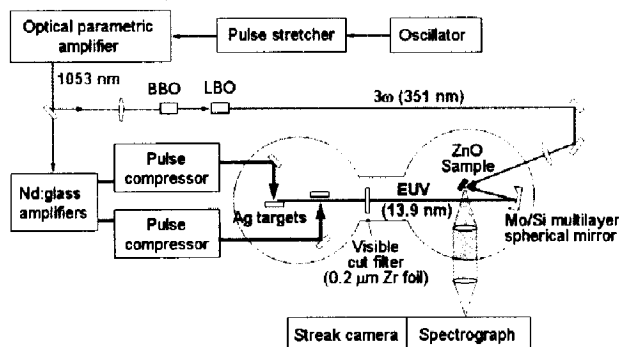 Optical parametric
amplifier
Pulse stretcher
Oscillator
1053 nm
BBO
LBO
3ω (351 nm)
Nd:glass
amplifiers
Pulse
compressor
Pulse
compressor
Ag targets
EUV
(13.9 nm)
ZnO
Sample
Mo/Si multilayer
spherical mirror
Visible
cut filter
(0.2 μm Zr foil)
Streak camera
Spectrograph